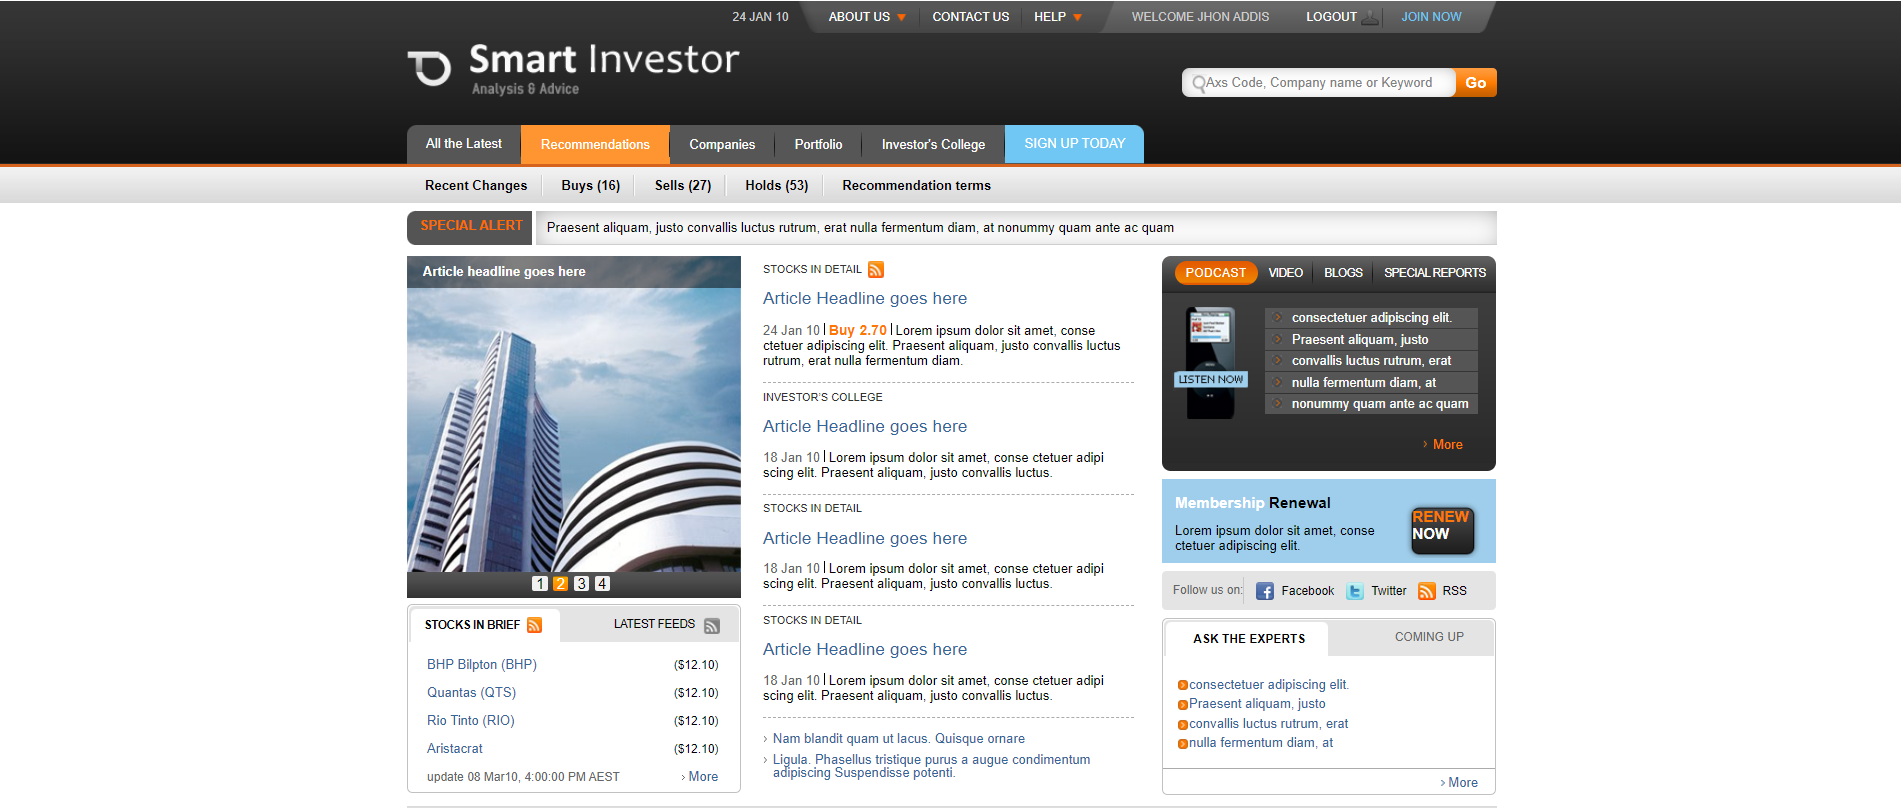 24 JAN 10
ABOUT US
CONTACT US
HELP
WELCOME JHON ADDIS
LOGOUT
JOIN NOW
Smart Investor
Analysis & Advice
Axs Code, Company name or Keyword
Go
All the Latest
Recommendations
Companies
Portfolio
Investor's College
SIGN UP TODAY
Recent Changes
Buys (16)
Sells (27)
Holds (53)
Recommendation terms
SPECIAL ALERT
Praesent aliquam, justo convallis luctus rutrum, erat nulla fermentum diam, at nonummy quam ante ac quam
Article headline goes here
1 2 3 4
STOCKS IN BRIEF
LATEST FEEDS
BHP Bilpton (BHP) ($12.10)
Quantas (QTS) ($12.10)
Rio Tinto (RIO) ($12.10)
Aristacrat ($12.10)
update 08 Mar10, 4:00:00 PM AEST
› More
STOCKS IN DETAIL
Article Headline goes here
24 Jan 10 | Buy 2.70 | Lorem ipsum dolor sit amet, conse
ctetuer adipiscing elit. Praesent aliquam, justo convallis luctus
rutrum, erat nulla fermentum diam.
INVESTOR'S COLLEGE
Article Headline goes here
18 Jan 10 | Lorem ipsum dolor sit amet, conse ctetuer adipi
scing elit. Praesent aliquam, justo convallis luctus.
STOCKS IN DETAIL
Article Headline goes here
18 Jan 10 | Lorem ipsum dolor sit amet, conse ctetuer adipi
scing elit. Praesent aliquam, justo convallis luctus.
STOCKS IN DETAIL
Article Headline goes here
18 Jan 10 | Lorem ipsum dolor sit amet, conse ctetuer adipi
scing elit. Praesent aliquam, justo convallis luctus.
› Nam blandit quam ut lacus. Quisque ornare
› Ligula. Phasellus tristique purus a augue condimentum
adipiscing Suspendisse potenti.
PODCAST
VIDEO
BLOGS
SPECIAL REPORTS
LISTEN NOW
consectetuer adipiscing elit.
Praesent aliquam, justo
convallis luctus rutrum, erat
nulla fermentum diam, at
nonummy quam ante ac quam
› More
Membership Renewal
Lorem ipsum dolor sit amet, conse
ctetuer adipiscing elit.
RENEW
NOW
Follow us on:
Facebook
Twitter
RSS
ASK THE EXPERTS
COMING UP
consectetuer adipiscing elit.
Praesent aliquam, justo
convallis luctus rutrum, erat
nulla fermentum diam, at
› More